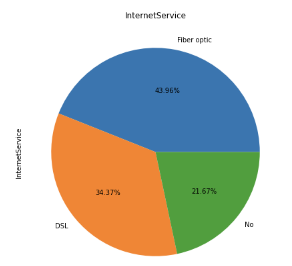 InternetService
Fiber optic
43.96%
InternetService
34.37%
21.67%
DSL
No